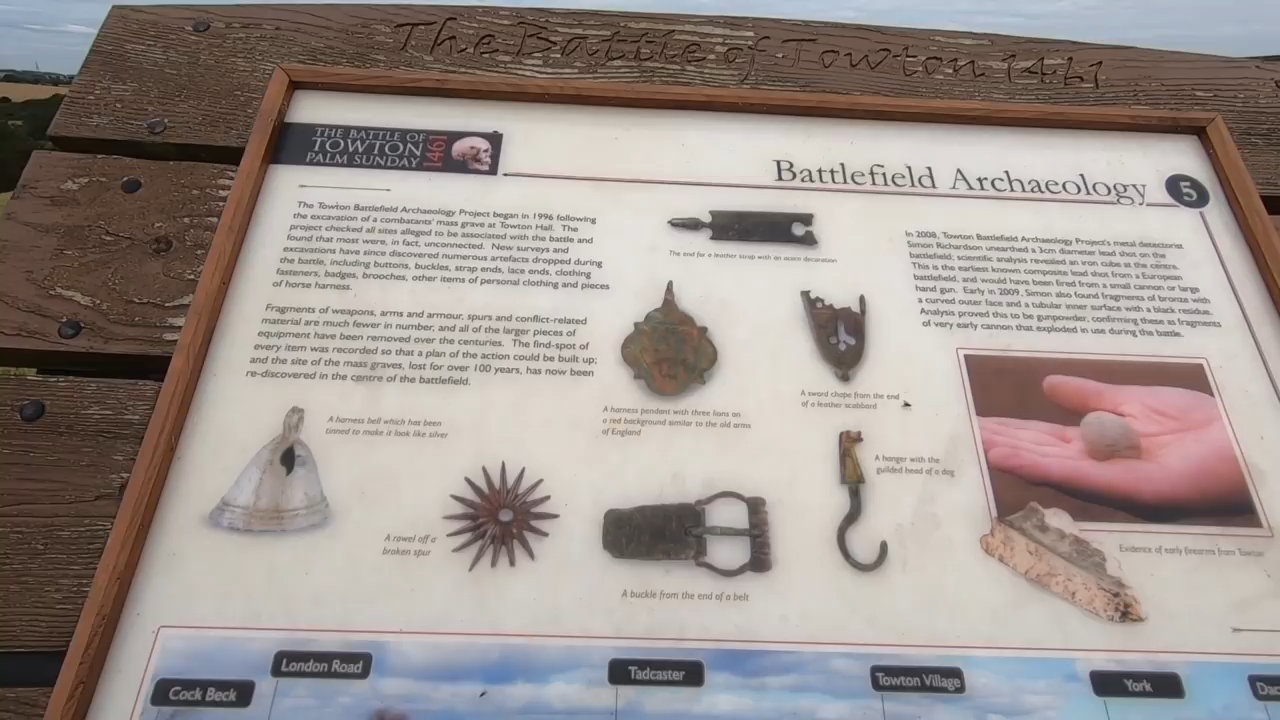 The Battle of Towton 1461
THE BATTLE OF
TOWTON
PALM SUNDAY
1461
Battlefield Archaeology
5
The Towton Battlefield Archaeology Project began in 1996 following
the excavation of a combatants' mass grave at Towton Hall. The
project checked all sites alleged to be associated with the battle and
found that most were, in fact, unconnected. New surveys and
excavations have since discovered numerous artefacts dropped during
the battle, including buttons, buckles, strap ends, lace ends, clothing
fasteners, badges, brooches, other items of personal clothing and pieces
of horse harness.
Fragments of weapons, arms and armour, spurs and conflict-related
material are much fewer in number, and all of the larger pieces of
equipment have been removed over the centuries. The find-spot of
every item was recorded so that a plan of the action could be built up;
and the site of the mass graves, lost for over 100 years, has now been
re-discovered in the centre of the battlefield.
The end for a leather strap with an acorn decoration
In 2008, Towton Battlefield Archaeology Project's metal detectorist
Simon Richardson unearthed a 3cm diameter lead shot on the
battlefield; scientific analysis revealed an iron cube at the centre.
This is the earliest known composite lead shot from a European
battlefield, and would have been fired from a small cannon or large
hand gun. Early in 2009, Simon also found fragments of bronze with
a curved outer face and a tubular inner surface with a black residue.
Analysis proved this to be gunpowder, confirming these as fragments
of very early cannon that exploded in use during the battle.
A harness pendant with three lions on
a red background similar to the old arms
of England
A sword chape from the end
of a leather scabbard
A harness bell which has been
tinned to make it look like silver
A hanger with the
guilded head of a dog
A rowel off a
broken spur
A buckle from the end of a belt
Evidence of early firearms from Towton
London Road
Tadcaster
Towton Village
York
Cock Beck